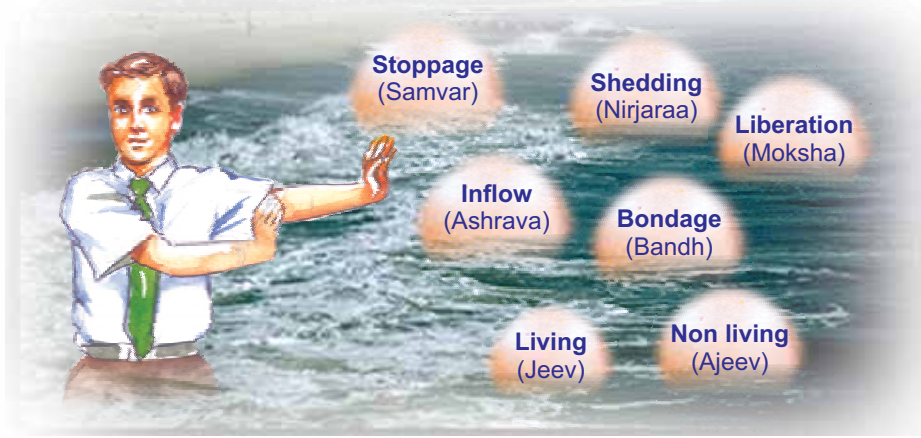 Stoppage
(Samvar)
Shedding
(Nirjaraa)
Liberation
(Moksha)
Inflow
(Ashrava)
Bondage
(Bandh)
Living
(Jeev)
Non living
(Ajeev)